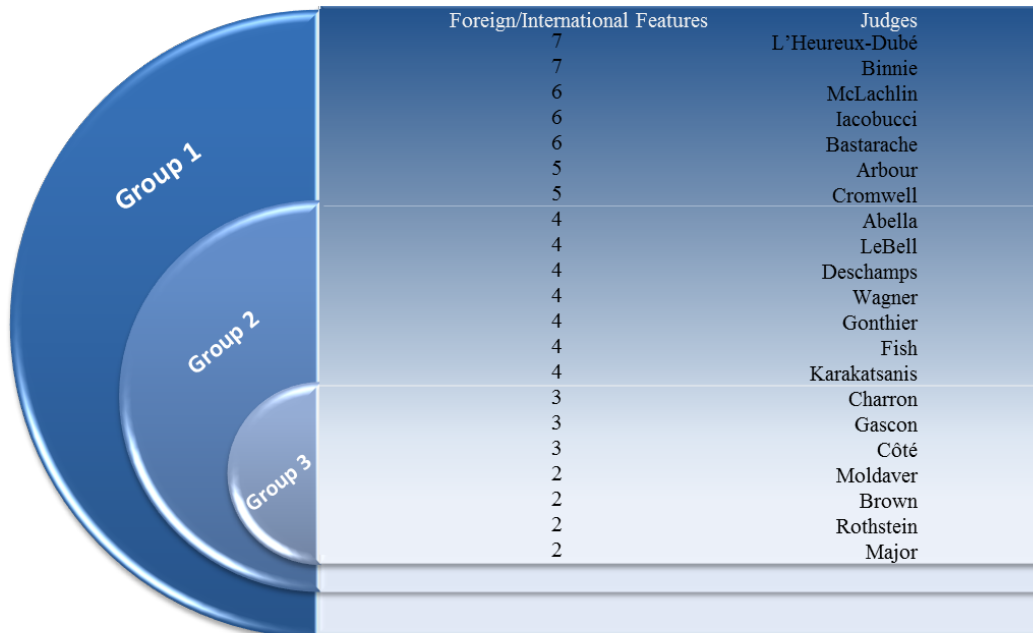 Foreign/International Features Judges
7 L’Heureux-Dubé
7 Binnie
6 McLachlin
6 Iacobucci
6 Bastarache
5 Arbour
5 Cromwell
4 Abella
4 LeBell
4 Deschamps
4 Wagner
4 Gonthier
4 Fish
4 Karakatsanis
3 Charron
3 Gascon
3 Côté
2 Moldaver
2 Brown
2 Rothstein
2 Major
Group 1
Group 2
Group 3